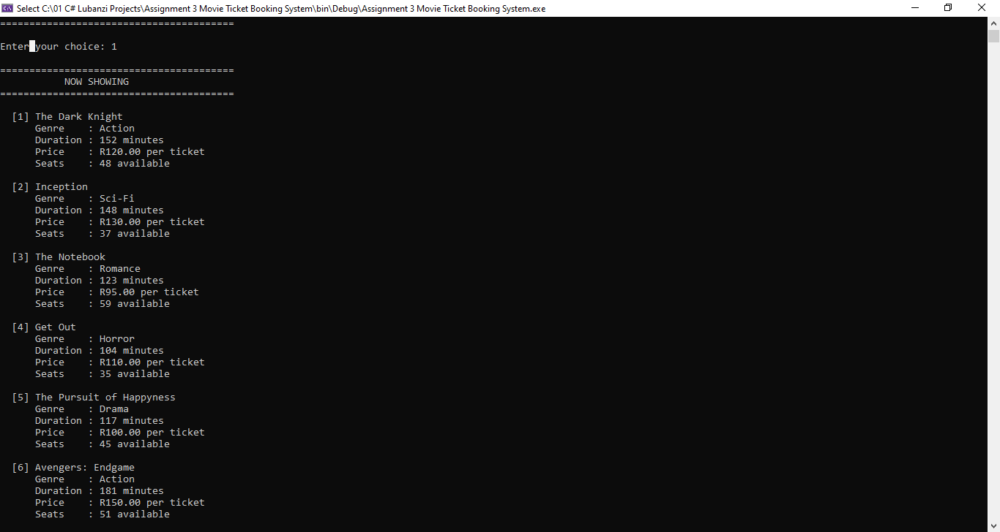 Select C:\01 C# Lubanzi Projects\Assignment 3 Movie Ticket Booking System\bin\Debug\Assignment 3 Movie Ticket Booking System.exe
========================================
Enter your choice: 1
========================================
NOW SHOWING
========================================
[1] The Dark Knight
Genre    : Action
Duration : 152 minutes
Price    : R120.00 per ticket
Seats    : 48 available
[2] Inception
Genre    : Sci-Fi
Duration : 148 minutes
Price    : R130.00 per ticket
Seats    : 37 available
[3] The Notebook
Genre    : Romance
Duration : 123 minutes
Price    : R95.00 per ticket
Seats    : 59 available
[4] Get Out
Genre    : Horror
Duration : 104 minutes
Price    : R110.00 per ticket
Seats    : 35 available
[5] The Pursuit of Happyness
Genre    : Drama
Duration : 117 minutes
Price    : R100.00 per ticket
Seats    : 45 available
[6] Avengers: Endgame
Genre    : Action
Duration : 181 minutes
Price    : R150.00 per ticket
Seats    : 51 available